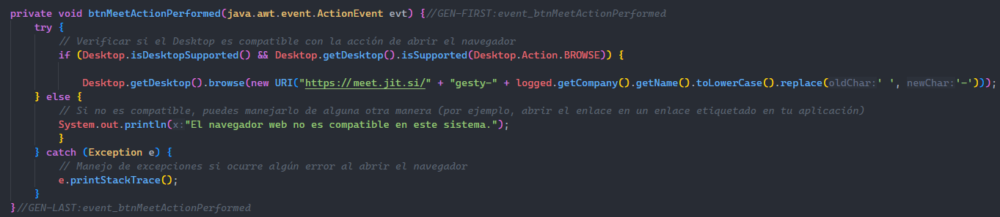 private void btnMeetActionPerformed(java.awt.event.ActionEvent evt) {//GEN-FIRST:event_btnMeetActionPerformed
try {
// Verificar si el Desktop es compatible con la acción de abrir el navegador
if (Desktop.isDesktopSupported() && Desktop.getDesktop().isSupported(Desktop.Action.BROWSE)) {
Desktop.getDesktop().browse(new URI("https://meet.jit.si/" + "gesty-" + logged.getCompany().getName().toLowerCase().replace(oldChar:' ', newChar:'-')));
} else {
// Si no es compatible, puedes manejarlo de alguna otra manera (por ejemplo, abrir el enlace en un enlace etiquetado en tu aplicación)
System.out.println(x:"El navegador web no es compatible en este sistema.");
}
} catch (Exception e) {
// Manejo de excepciones si ocurre algún error al abrir el navegador
e.printStackTrace();
}
}//GEN-LAST:event_btnMeetActionPerformed